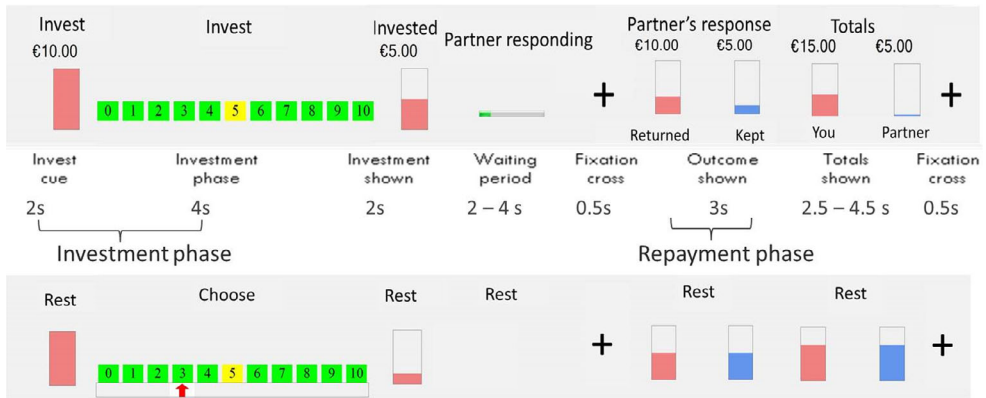 Invest Invest Invested Partner responding Partner's response Totals
€10.00 €5.00 €10.00 €5.00 €15.00 €5.00
0 1 2 3 4 5 6 7 8 9 10
Returned Kept You Partner
Invest cue Investment phase Investment shown Waiting period Fixation cross Outcome shown Totals shown Fixation cross
2s 4s 2s 2 – 4 s 0.5s 3s 2.5 – 4.5 s 0.5s
Investment phase Repayment phase
Rest Choose Rest Rest Rest Rest
0 1 2 3 4 5 6 7 8 9 10